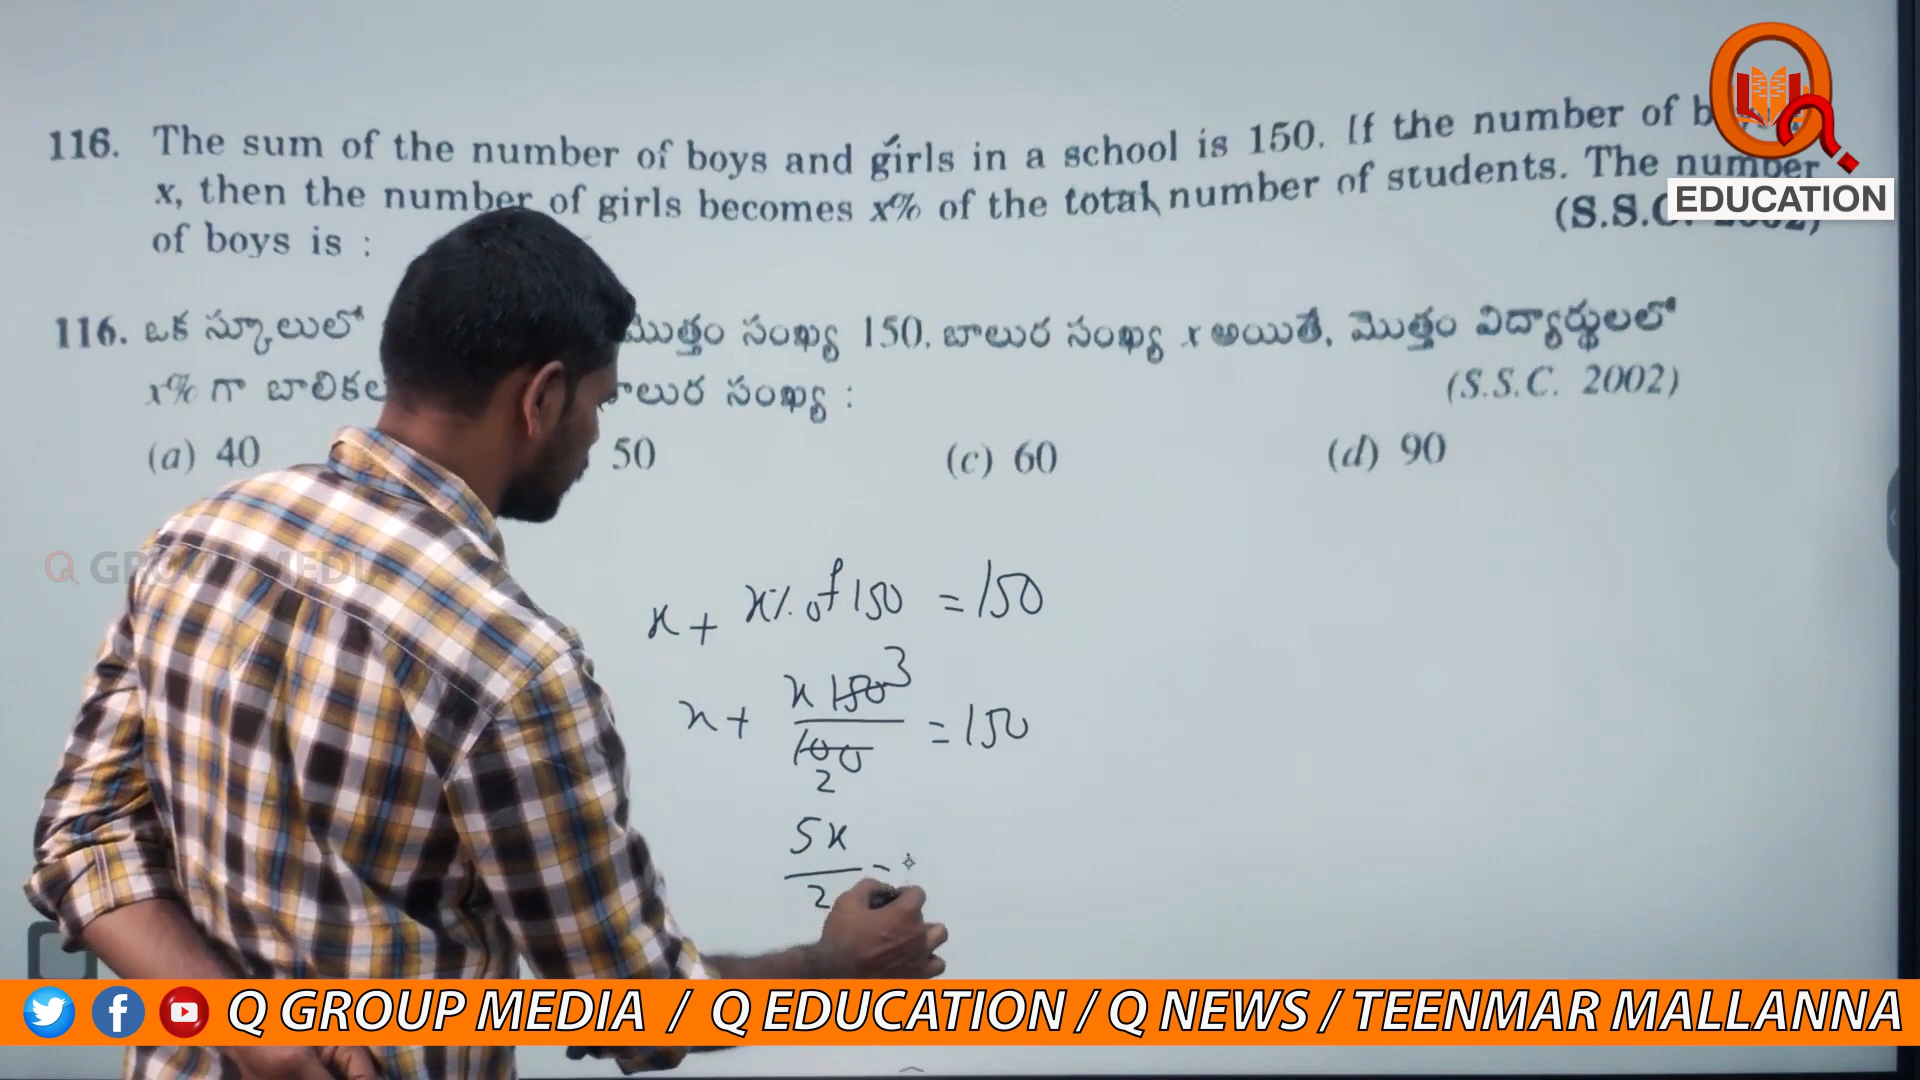 116. The sum of the number of boys and girls in a school is 150. If the number of
x, then the number of girls becomes x% of the total number of students. The number
of boys is :
(S.S.C. 2002)
116. ఒక స్కూలులో మొత్తం సంఖ్య 150. బాలుర సంఖ్య x అయితే, మొత్తం విద్యార్థులలో
x% గా సంఖ్య :
(S.S.C. 2002)
(a) 40 50 (c) 60 (d) 90
x + x% of 150 = 150
x + x 150 3
= 150
100
2
5x
2 =
Q
EDUCATION
Q GROUP MEDIA
Q GROUP MEDIA / Q EDUCATION / Q NEWS / TEENMAR MALLANNA